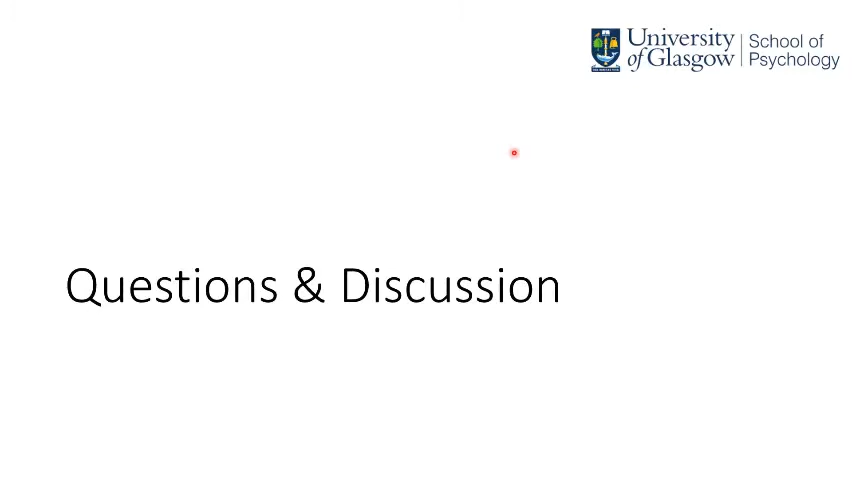 University
of Glasgow
School of
Psychology
Questions & Discussion